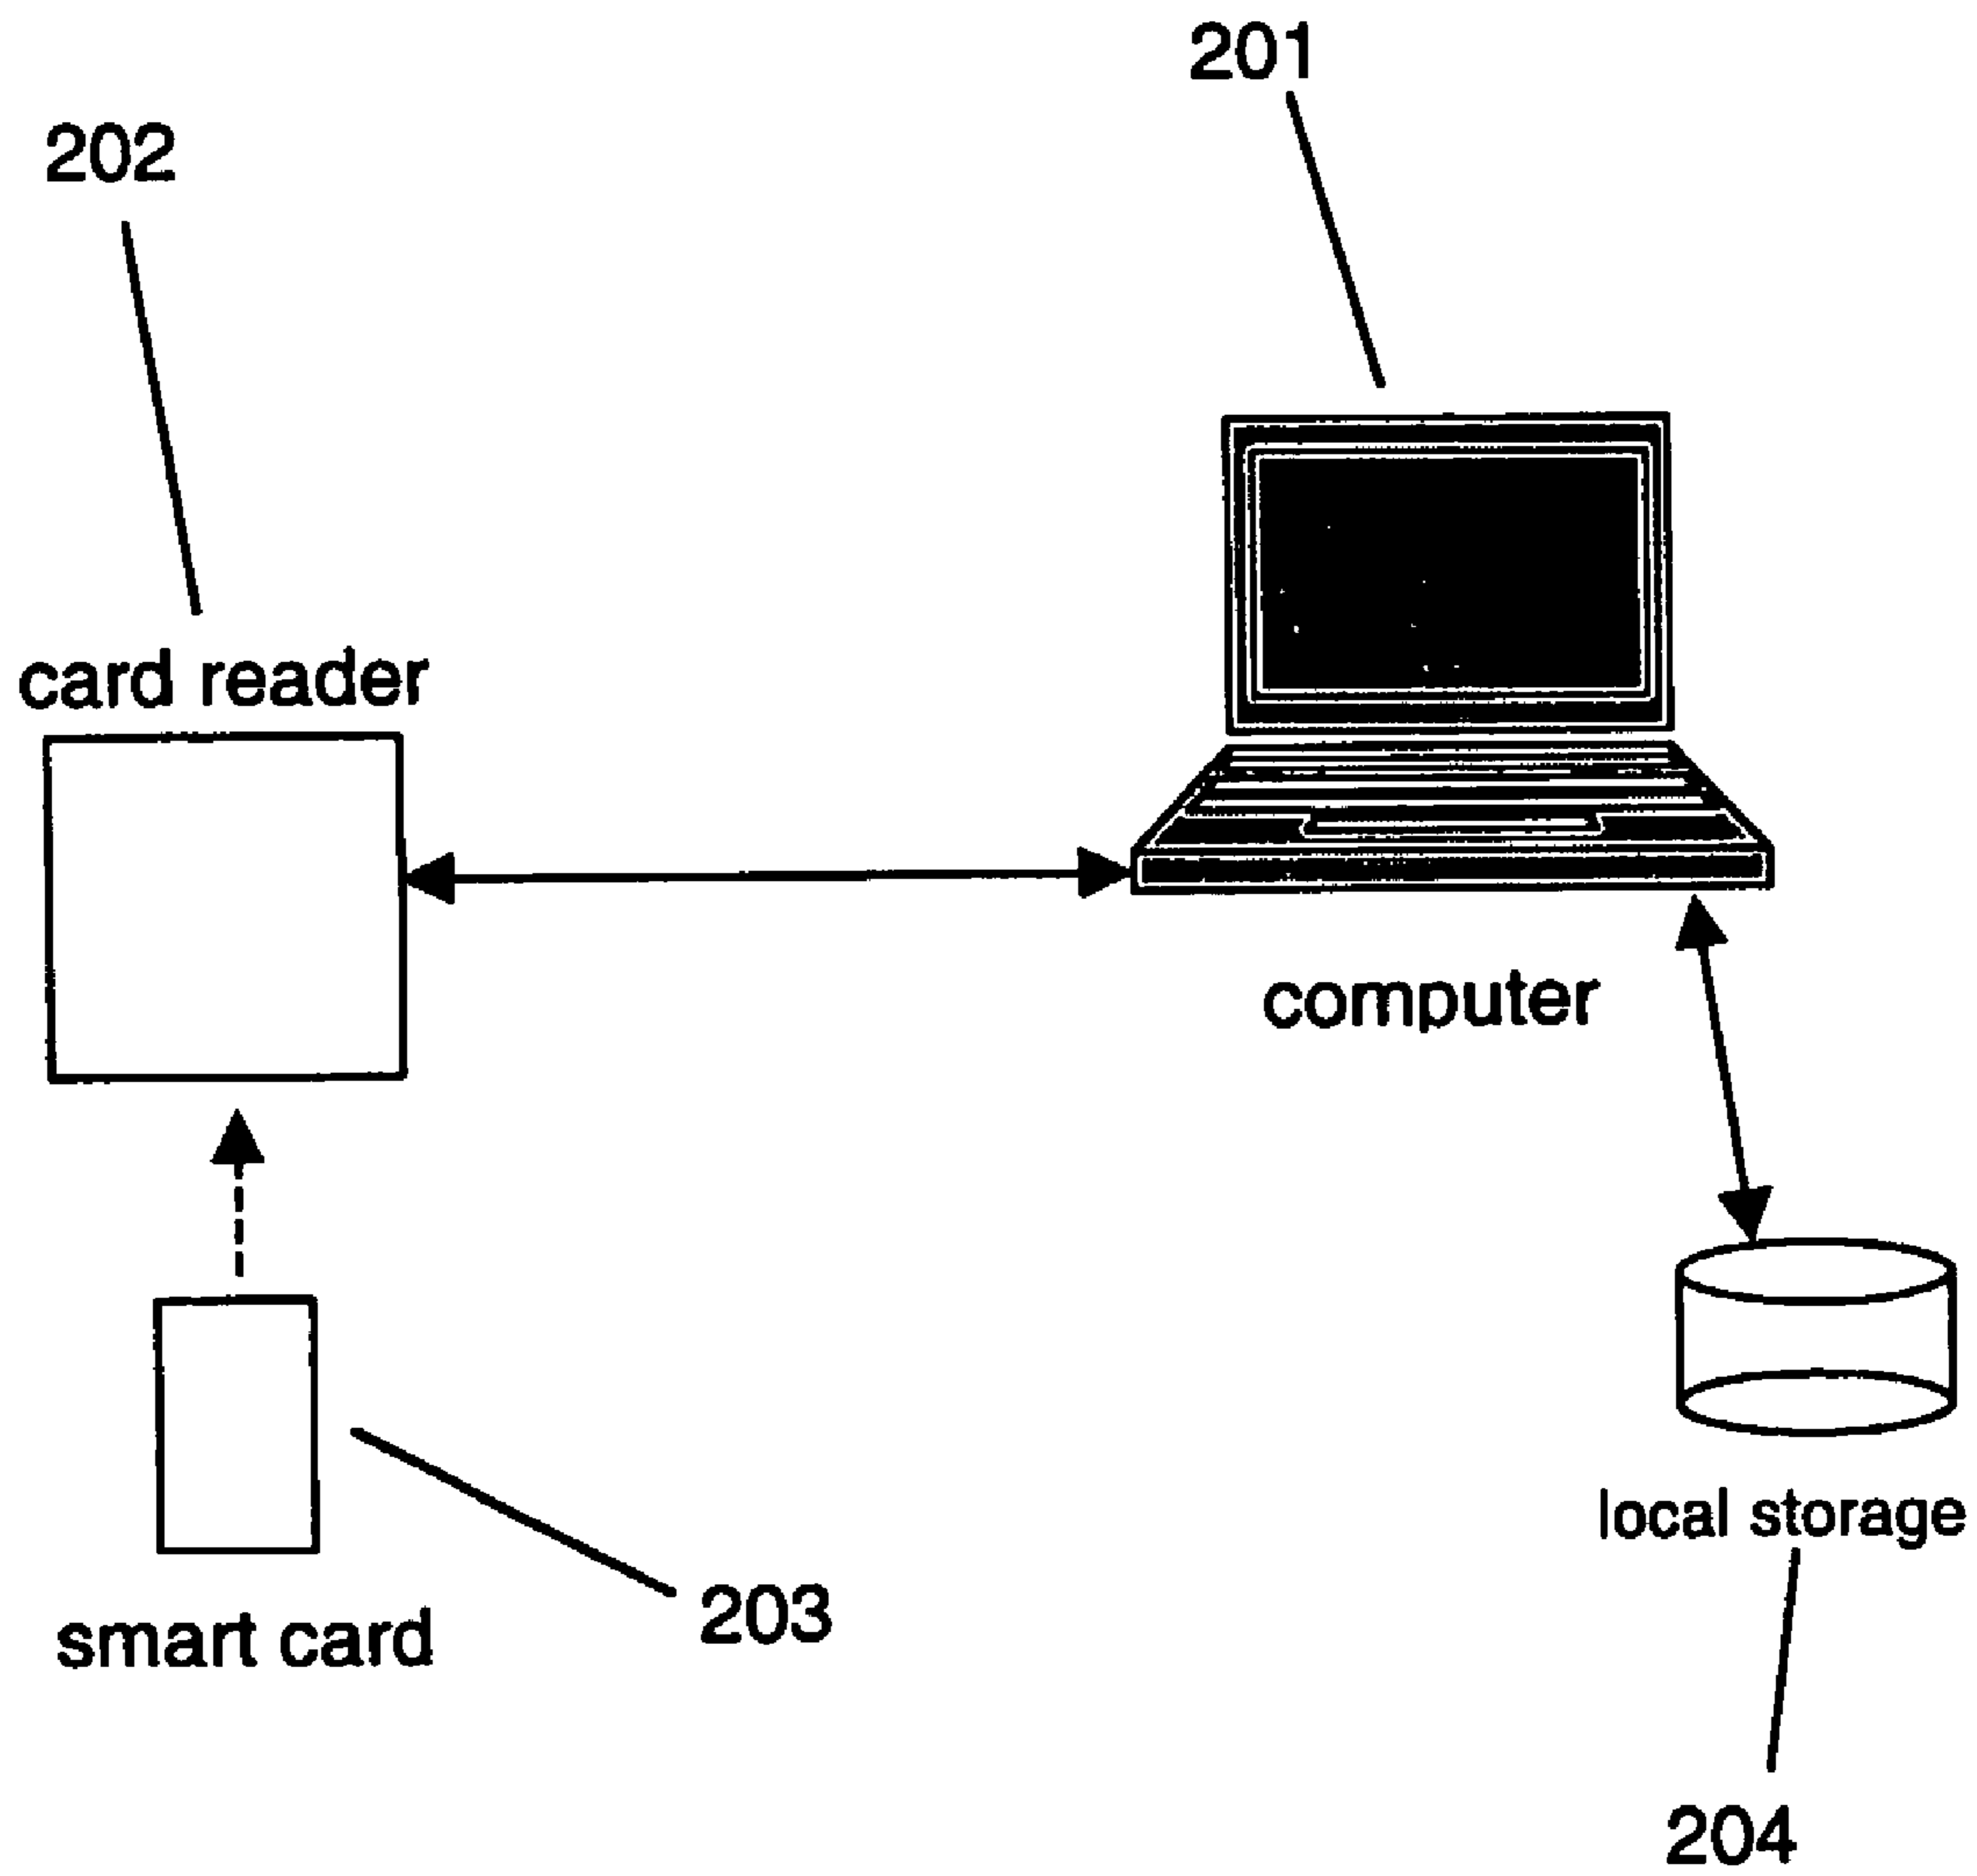 201
202
card reader
computer
local storage
203
smart card
204